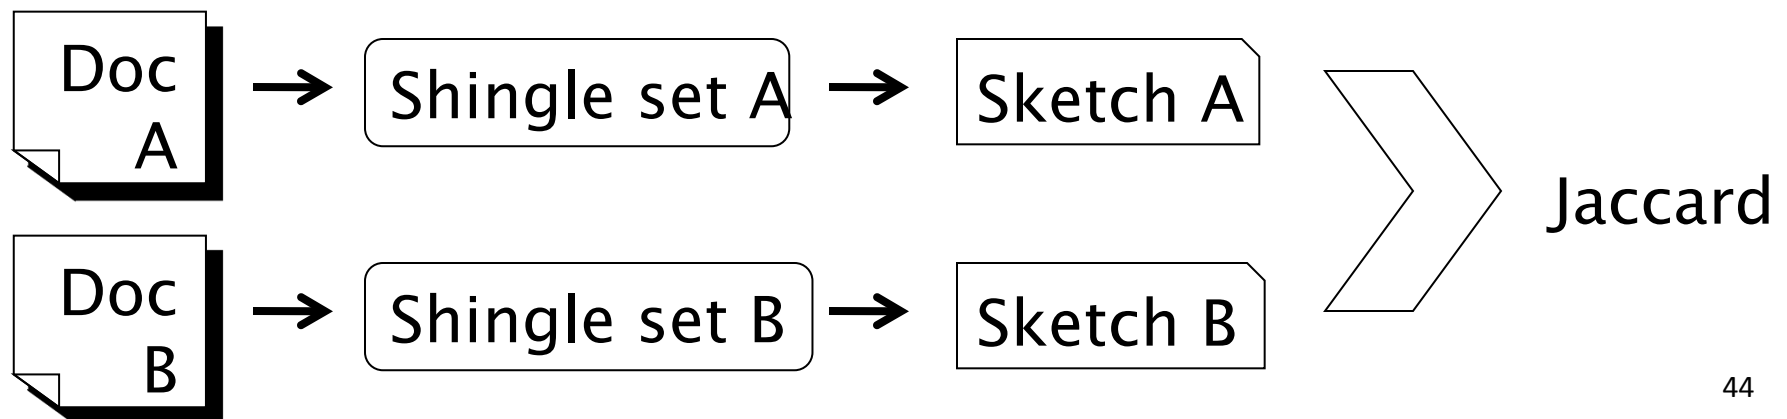 Doc
A
Shingle set A
Sketch A
Jaccard
Doc
B
Shingle set B
Sketch B
44